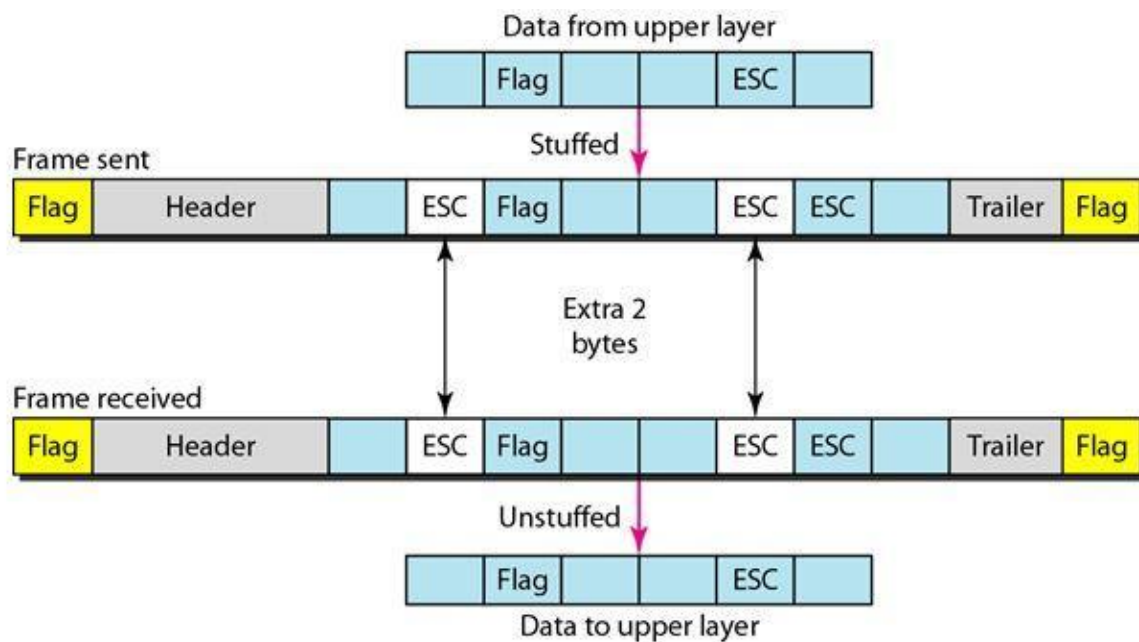 Data from upper layer
Flag ESC
Stuffed
Frame sent
Flag Header ESC Flag ESC ESC Trailer Flag
Extra 2
bytes
Frame received
Flag Header ESC Flag ESC ESC Trailer Flag
Unstuffed
Flag ESC
Data to upper layer